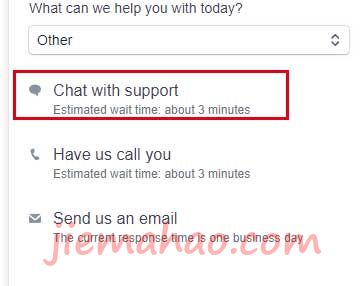 What can we help you with today?
Other
Chat with support
Estimated wait time: about 3 minutes
Have us call you
Estimated wait time: about 3 minutes
Send us an email
The current response time is one business day
jiemahao.com